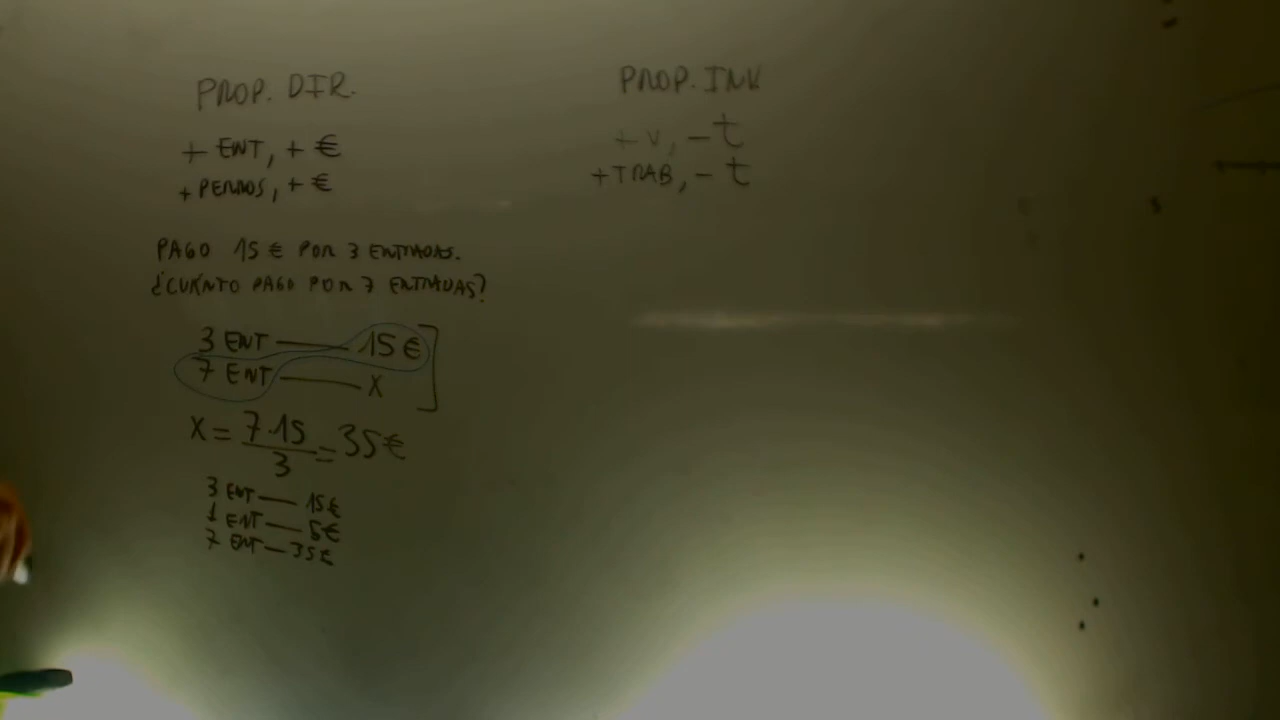 PROP. DIR.
+ ENT, + €
+ PERROS, + €
PAGO 15 € POR 3 ENTRADAS.
¿CUÁNTO PAGO POR 7 ENTRADAS?
3 ENT — 15 €
7 ENT — X
X = 7·15 / 3 = 35 €
3 ENT — 15 €
1 ENT — 5 €
7 ENT — 35 €
PROP. INV
+ V, - t
+ TRAB, - t